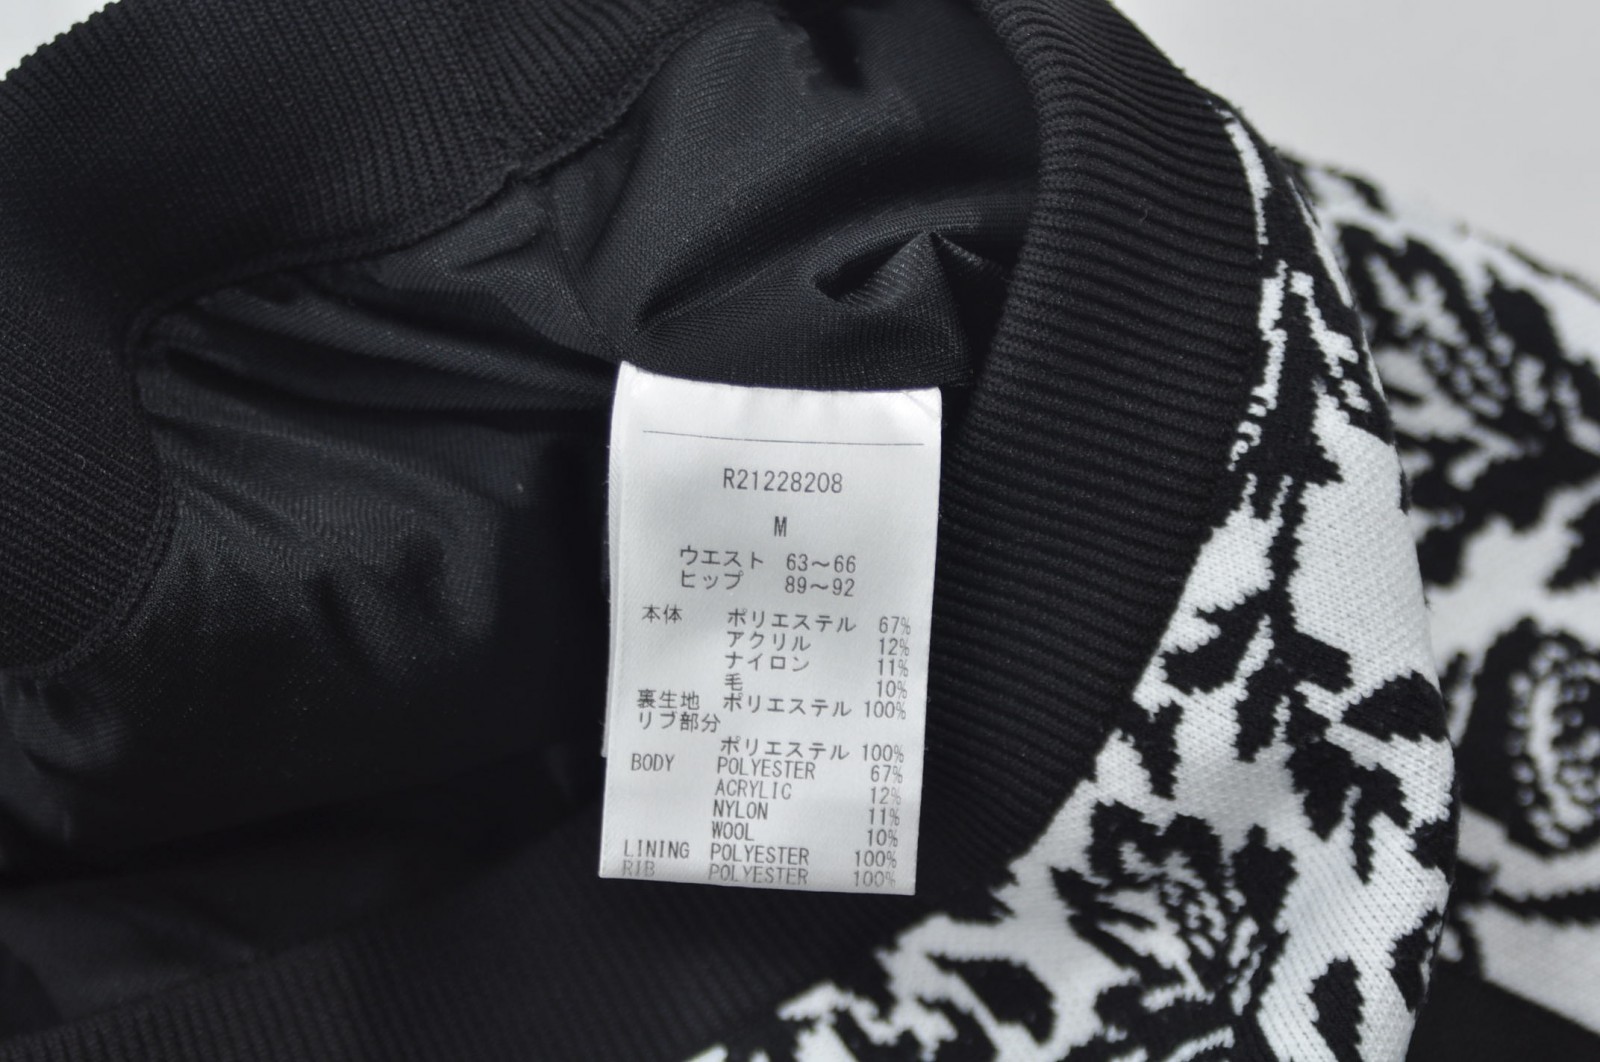 R21228208
M
ウエスト 63～66
ヒップ 89～92
本体 ポリエステル 67%
アクリル 12%
ナイロン 11%
毛 10%
裏生地 ポリエステル 100%
リブ部分
ポリエステル 100%
BODY POLYESTER 67%
ACRYLIC 12%
NYLON 11%
WOOL 10%
LINING POLYESTER 100%
RIB POLYESTER 100%